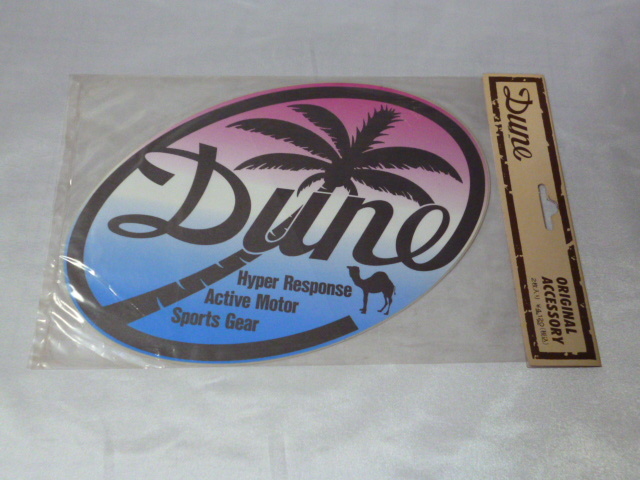 Dune
Hyper Response
Active Motor
Sports Gear
Dune
ORIGINAL
ACCESSORY